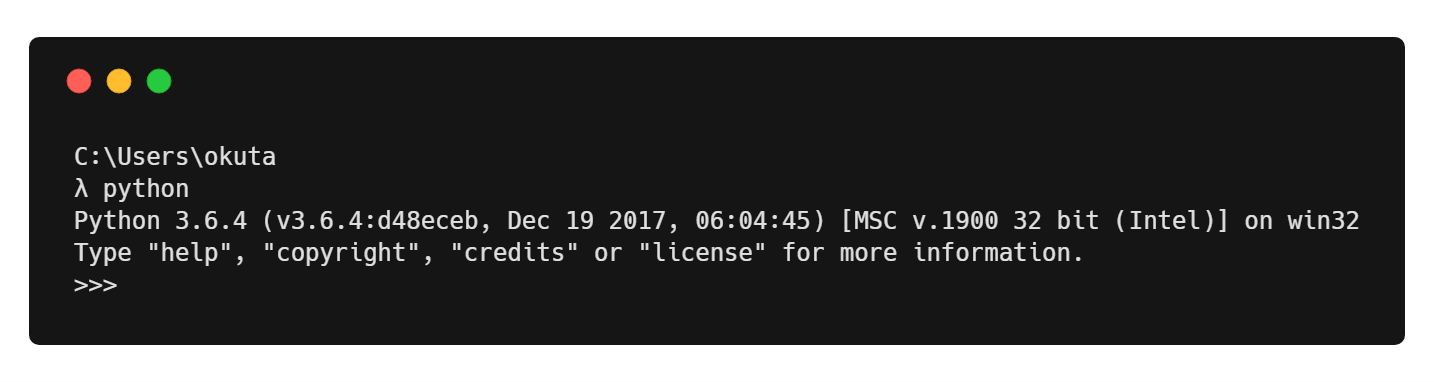 C:\Users\okuta
λ python
Python 3.6.4 (v3.6.4:d48eceb, Dec 19 2017, 06:04:45) [MSC v.1900 32 bit (Intel)] on win32
Type "help", "copyright", "credits" or "license" for more information.
>>>